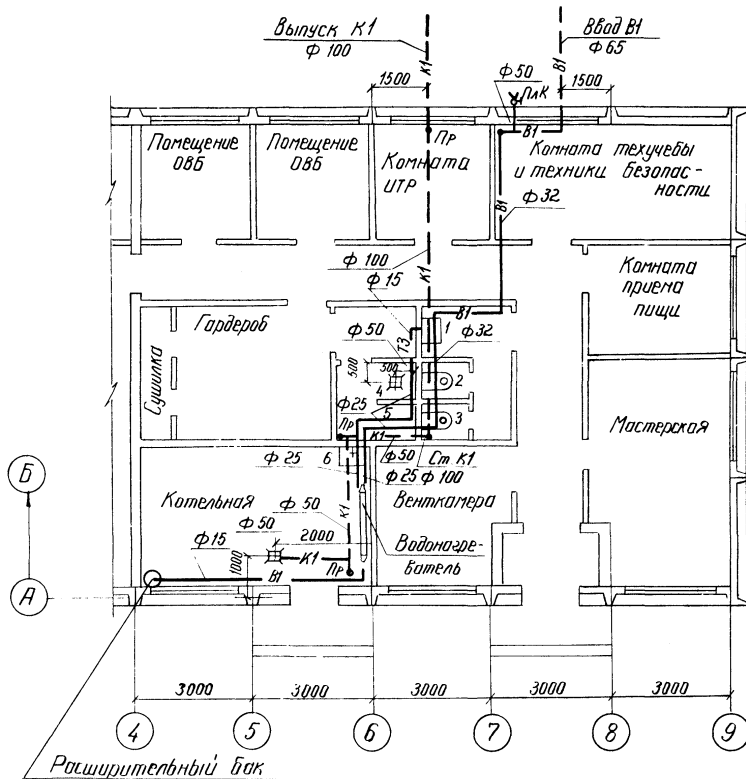 Выпуск К1
Ф 100
Ввод В1
Ф 65
К1
В1
1500
Ф 50
ПлК
1500
Пр
В1
Помещение
ОВБ
Помещение
ОВБ
Комната
ИТР
Комната техучебы
и техники безопас-
ности
В1
Ф 32
Ф 100
К1
Ф 15
Комната
приема
пищи
Гардероб
Сушилка
В1
1
Ф 50
Т3
Ф 32
500
500
4
2
Ф 25
5
3
Мастерская
Пр
К1
Ф 50
Ст К1
Ф 25
6
Ф 25
Ф 100
Б
Котельная
К1
Ф 50
Венткамера
Ф 50
2000
Водонагре-
ватель
Ф 15
1000
К1
Пр
В1
А
3000
3000
3000
3000
3000
4
5
6
7
8
9
Расширительный бак